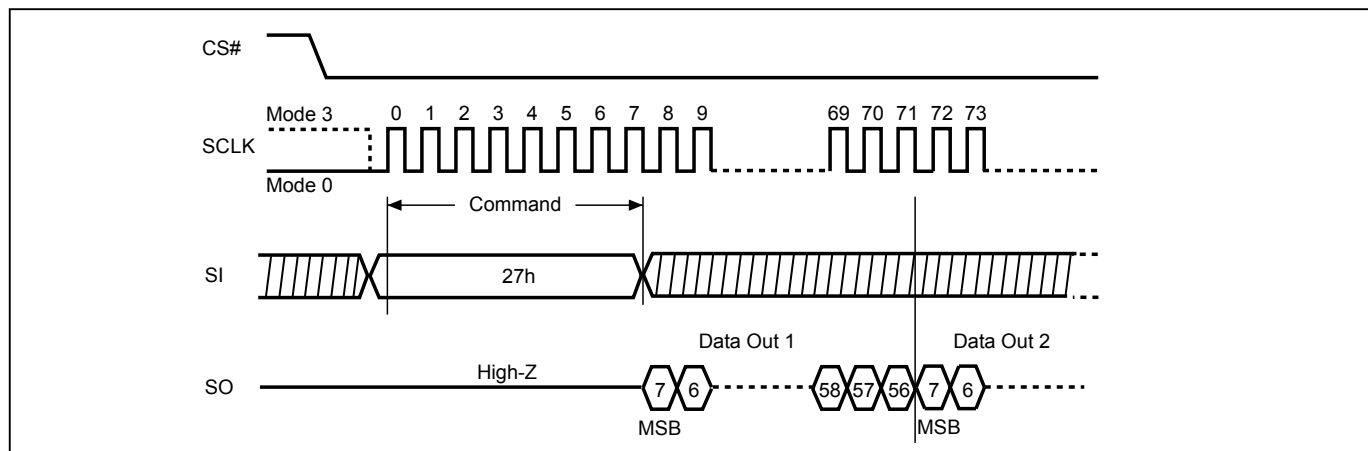 CS#
Mode 3
0 1 2 3 4 5 6 7 8 9 69 70 71 72 73
SCLK
Mode 0
Command
SI
27h
Data Out 1
Data Out 2
High-Z
SO
7 6 58 57 56 7 6
MSB
MSB